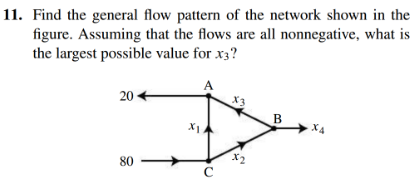 11. Find the general flow pattern of the network shown in the
figure. Assuming that the flows are all nonnegative, what is
the largest possible value for x₃?
A
20
x₃
B
x₁
x₄
80
x₂
C